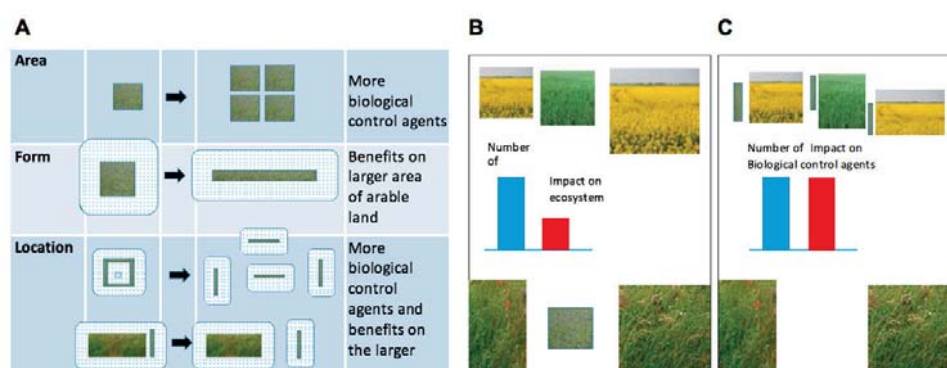 A
Area
More
biological
control agents
Form
Benefits on
larger area
of arable
land
Location
More
biological
control
agents and
benefits on
the larger
B
Number
of
Impact on
ecosystem
C
Number of Impact on
Biological control agents